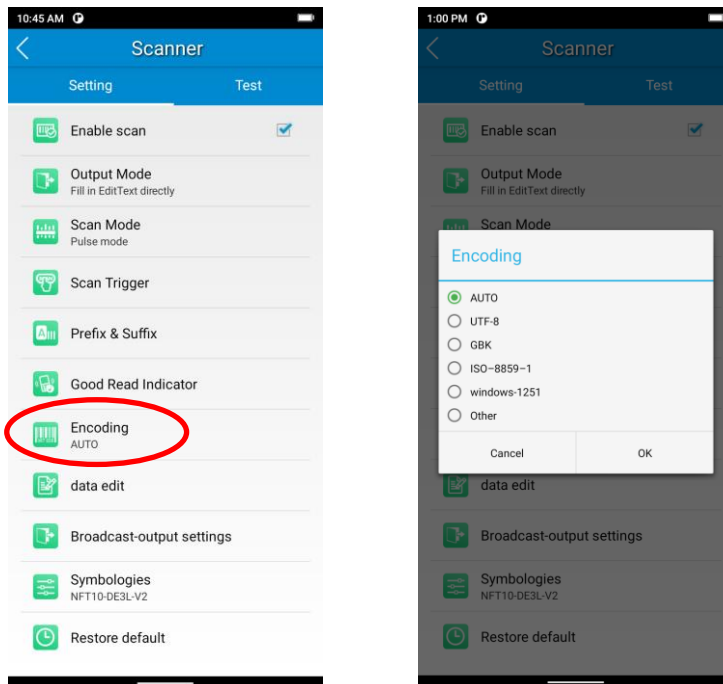 10:45 AM
Scanner
Setting Test
Enable scan
Output Mode
Fill in EditText directly
Scan Mode
Pulse mode
Scan Trigger
Prefix & Suffix
Good Read Indicator
Encoding
AUTO
data edit
Broadcast-output settings
Symbologies
NFT10-DE3L-V2
Restore default
1:00 PM
Scanner
Setting Test
Enable scan
Output Mode
Fill in EditText directly
Scan Mode
Encoding
AUTO
UTF-8
GBK
ISO-8859-1
windows-1251
Other
Cancel OK
data edit
Broadcast-output settings
Symbologies
NFT10-DE3L-V2
Restore default